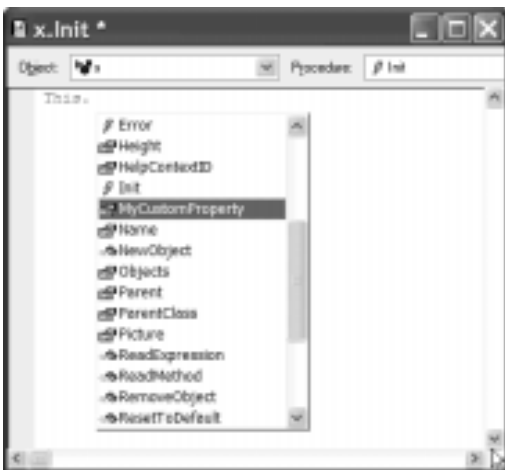 x.Init *
Object: x Procedure: Init
This.
Error
Height
HelpContextID
Init
MyCustomProperty
Name
NewObject
Objects
Parent
ParentClass
Picture
ReadExpression
ReadMethod
RemoveObject
ResetToDefault